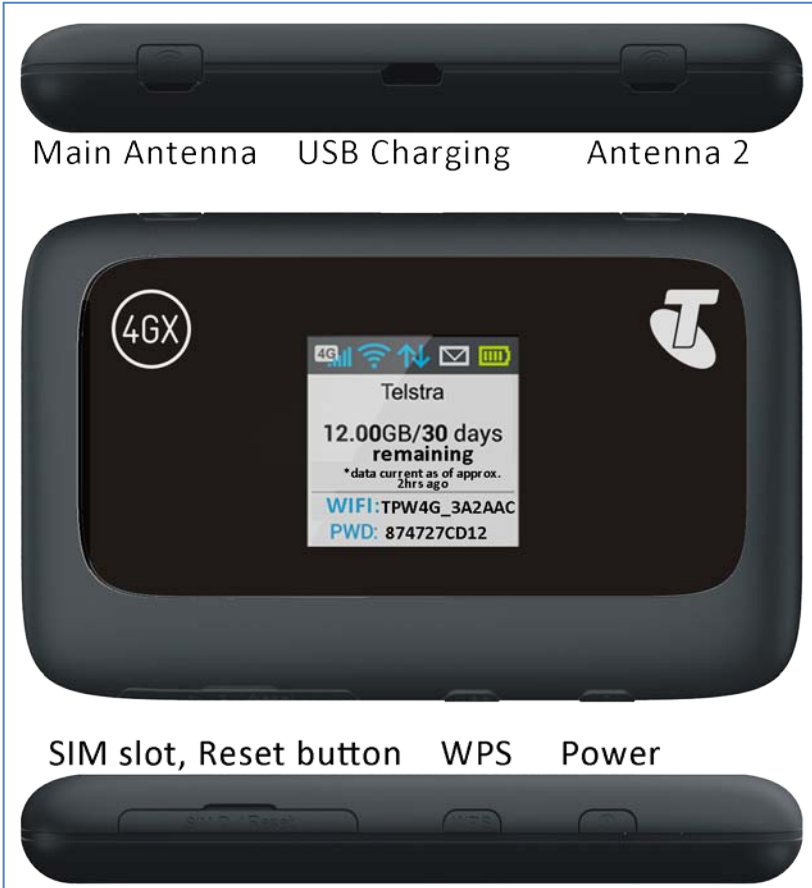 Main Antenna USB Charging Antenna 2
4GX
T
4G
Telstra
12.00GB/30 days
remaining
*data current as of approx.
2hrs ago
WIFI:TPW4G_3A2AAC
PWD: 874727CD12
SIM slot, Reset button WPS Power
WPS